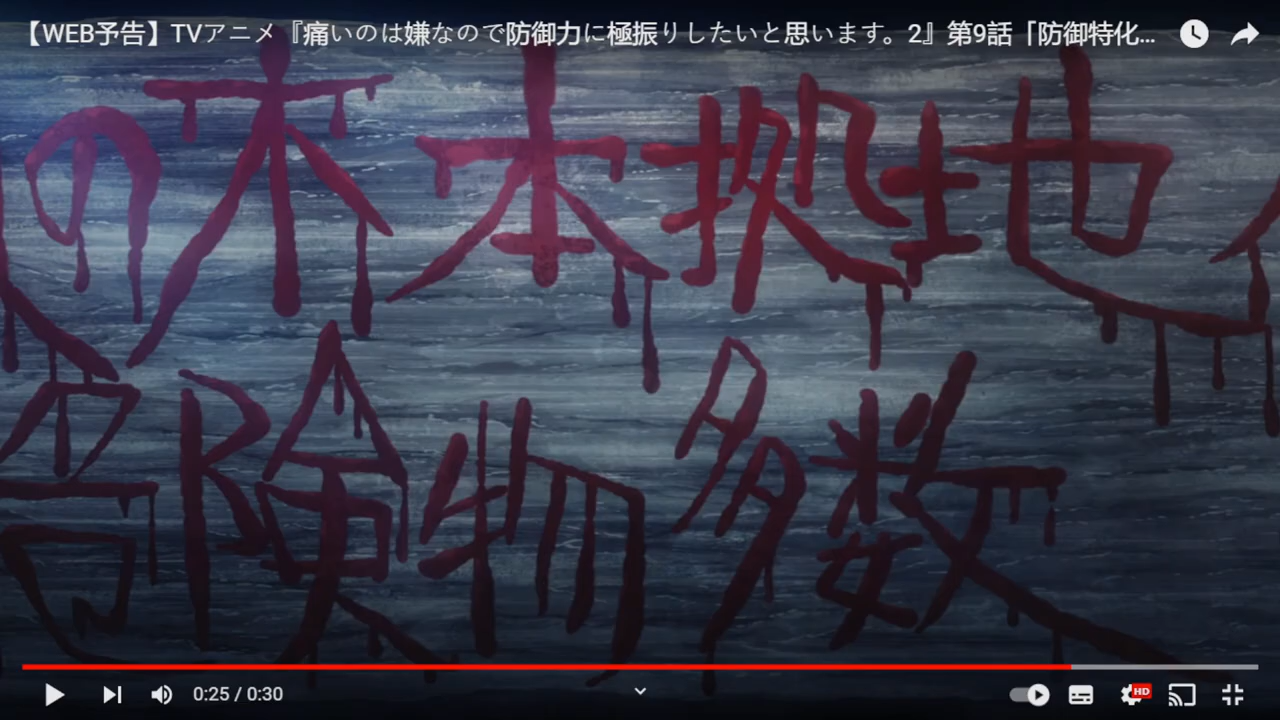 【WEB予告】TVアニメ『痛いのは嫌なので防御力に極振りしたいと思います。2』第9話「防御特化...
の木本拠地
危険物多数
0:25 / 0:30
HD